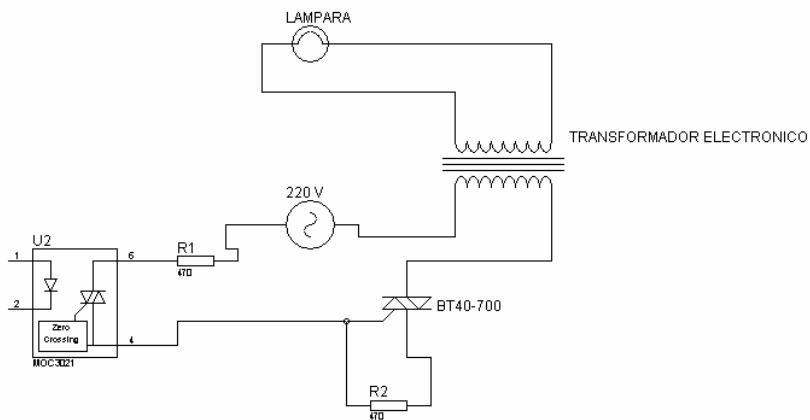 LAMPARA
TRANSFORMADOR ELECTRONICO
220 V
U2
R1
1
6
470
2
BT40-700
Zero
Crossing
4
MOC3021
R2
470